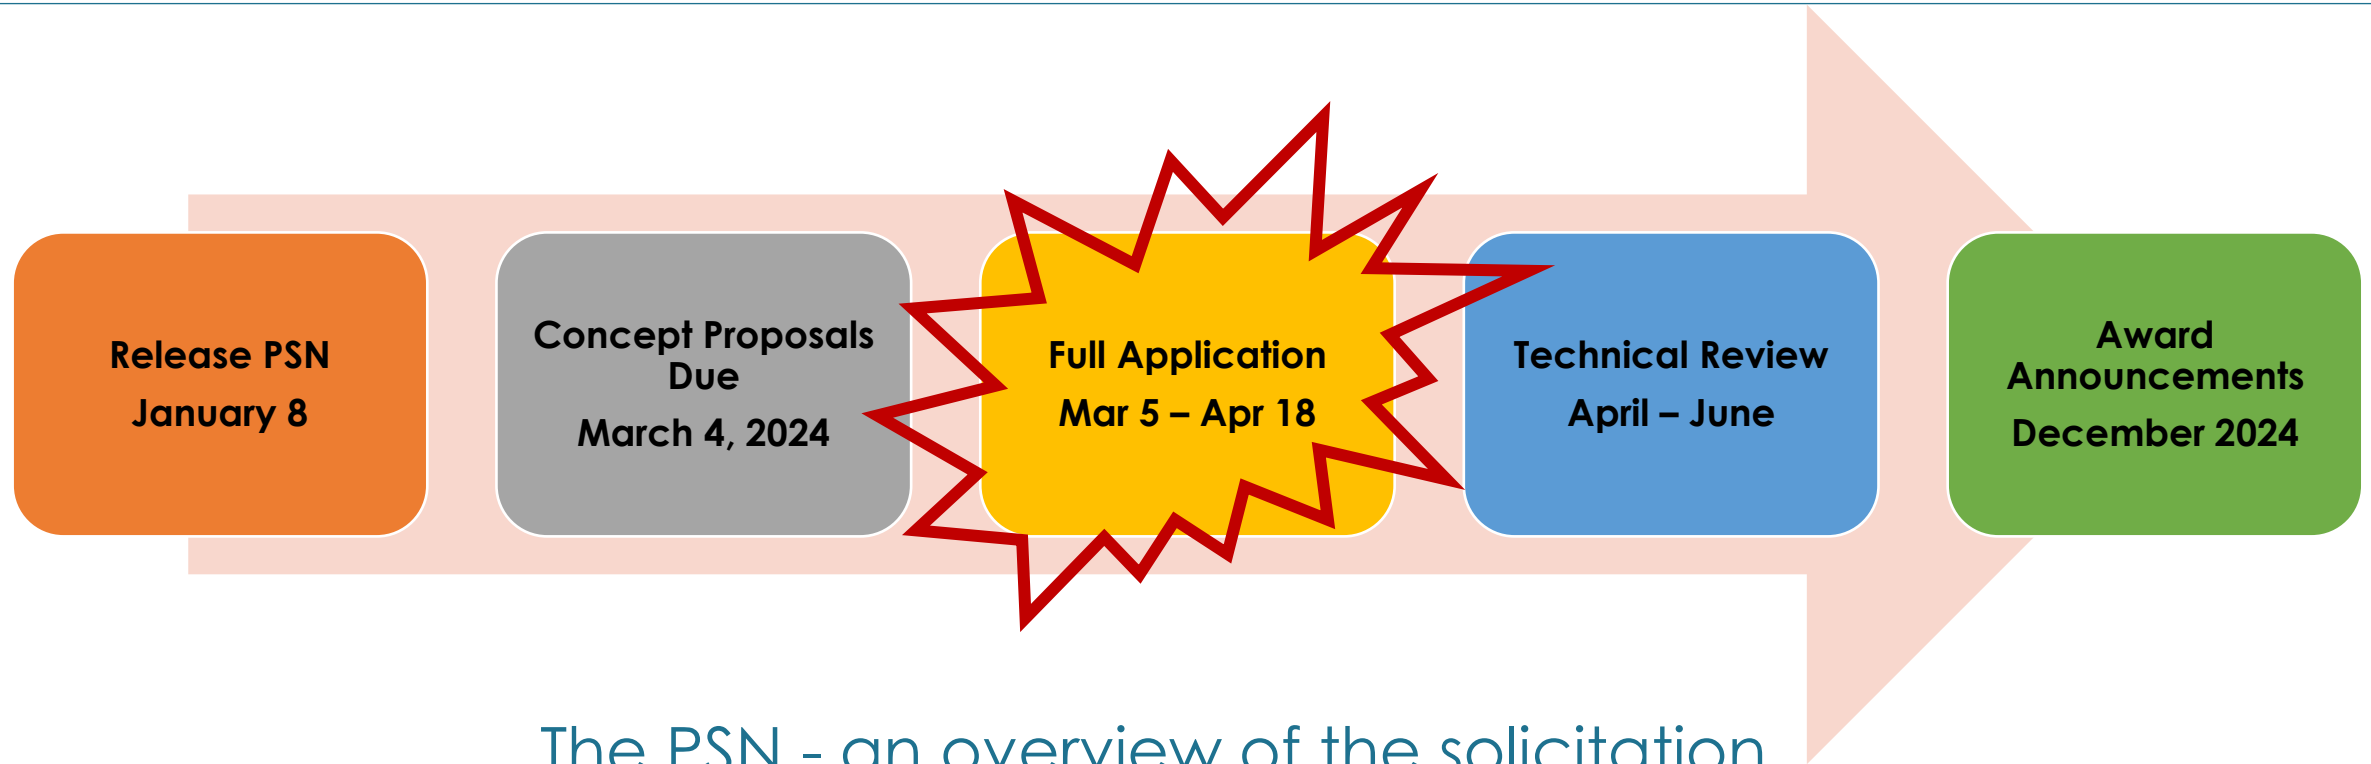 Release PSN
January 8
Concept Proposals
Due
March 4, 2024
Full Application
Mar 5 – Apr 18
Technical Review
April – June
Award
Announcements
December 2024
The PSN - an overview of the solicitation